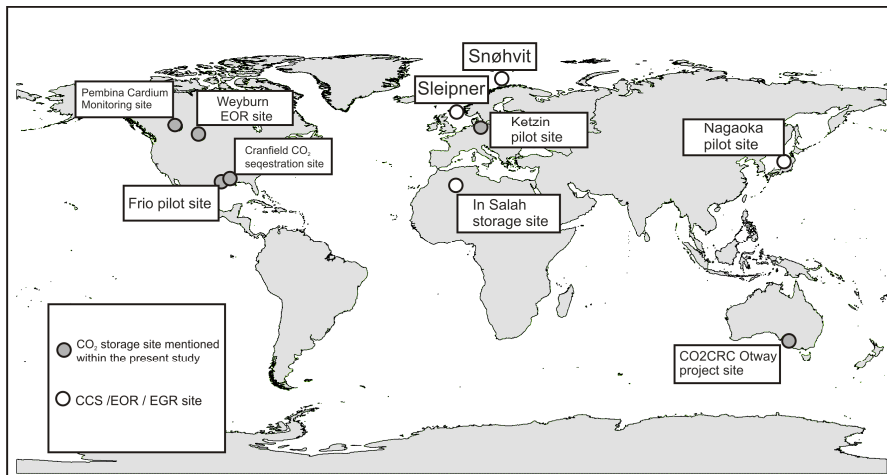 Snøhvit
Sleipner
Pembina Cardium
Monitoring site
Weyburn
EOR site
Ketzin
pilot site
Nagaoka
pilot site
Cranfield CO₂
seqestration site
Frio pilot site
In Salah
storage site
CO2CRC Otway
project site
CO₂ storage site mentioned
within the present study
CCS /EOR / EGR site